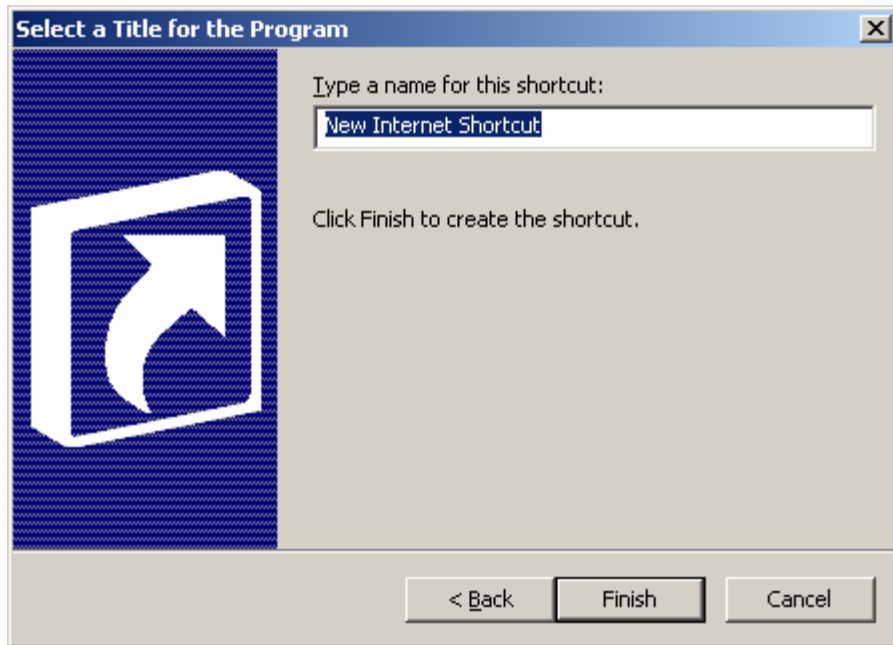 Select a Title for the Program
Type a name for this shortcut:
New Internet Shortcut
Click Finish to create the shortcut.
< Back
Finish
Cancel